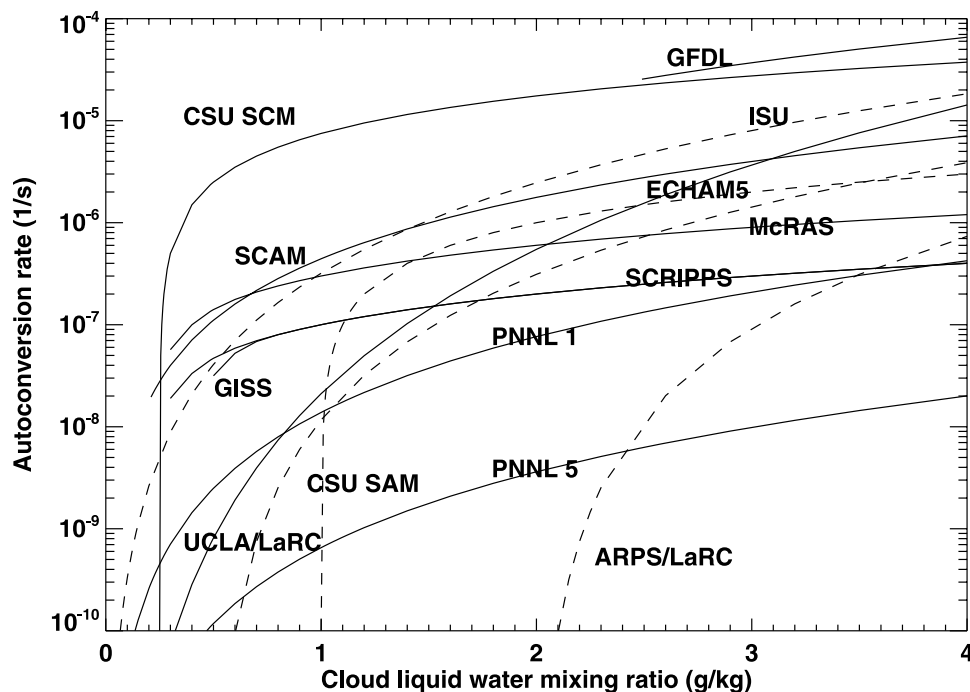 10-4
GFDL
CSU SCM
ISU
10-5
ECHAM5
10-6
McRAS
SCAM
SCRIPPS
10-7
PNNL 1
GISS
10-8
PNNL 5
CSU SAM
10-9
UCLA/LaRC
ARPS/LaRC
10-10
0 1 2 3 4
Cloud liquid water mixing ratio (g/kg)
Autoconversion rate (1/s)